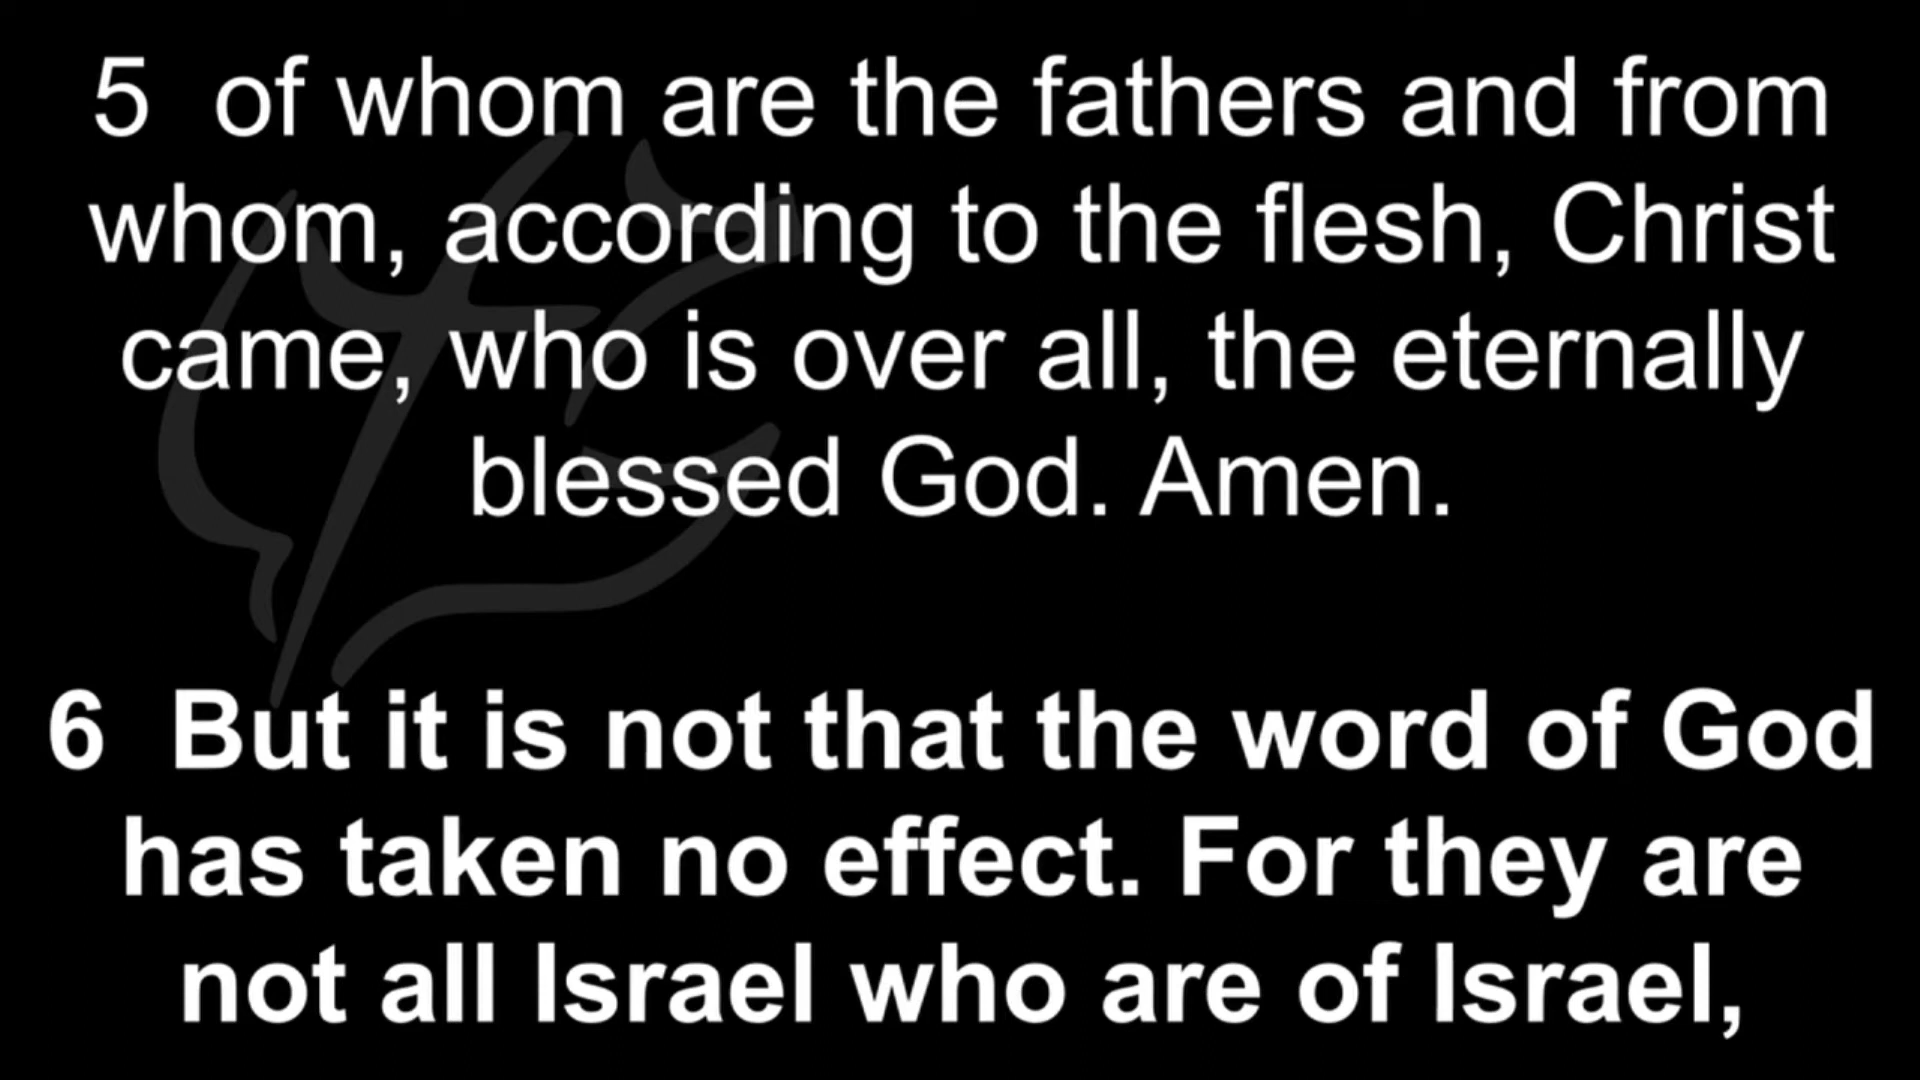 5  of whom are the fathers and from
whom, according to the flesh, Christ
came, who is over all, the eternally
blessed God. Amen.
6  But it is not that the word of God
has taken no effect. For they are
not all Israel who are of Israel,